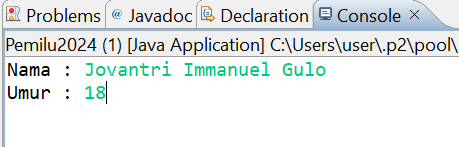 Problems @ Javadoc Declaration Console
Pemilu2024 (1) [Java Application] C:\Users\user\.p2\pool\
Nama : Jovantri Immanuel Gulo
Umur : 18